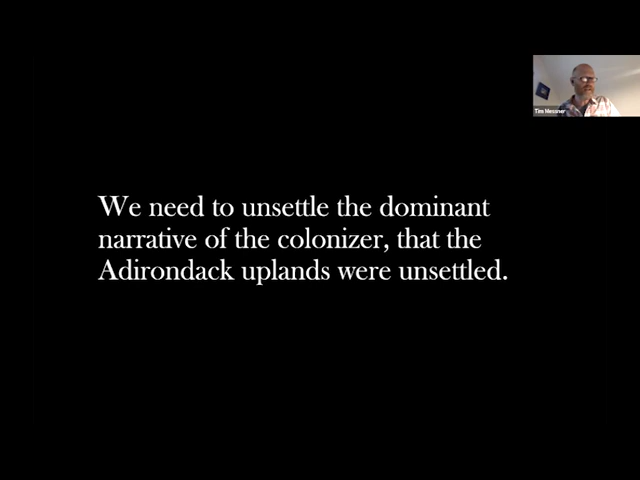 Tim Messner
We need to unsettle the dominant
narrative of the colonizer, that the
Adirondack uplands were unsettled.